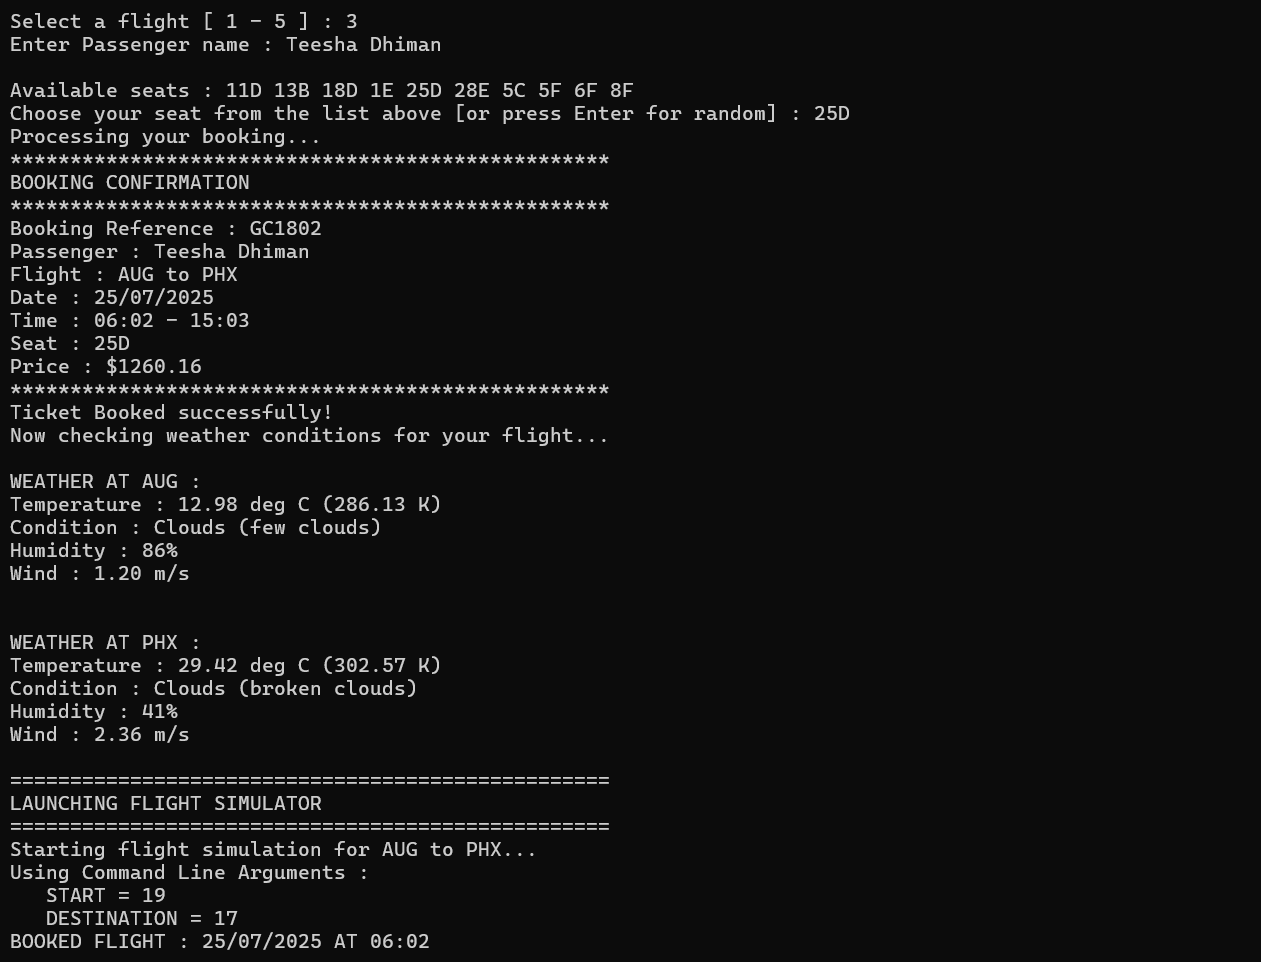 Select a flight [ 1 - 5 ] : 3
Enter Passenger name : Teesha Dhiman
Available seats : 11D 13B 18D 1E 25D 28E 5C 5F 6F 8F
Choose your seat from the list above [or press Enter for random] : 25D
Processing your booking...
**************************************************
BOOKING CONFIRMATION
**************************************************
Booking Reference : GC1802
Passenger : Teesha Dhiman
Flight : AUG to PHX
Date : 25/07/2025
Time : 06:02 - 15:03
Seat : 25D
Price : $1260.16
**************************************************
Ticket Booked successfully!
Now checking weather conditions for your flight...
WEATHER AT AUG :
Temperature : 12.98 deg C (286.13 K)
Condition : Clouds (few clouds)
Humidity : 86%
Wind : 1.20 m/s
WEATHER AT PHX :
Temperature : 29.42 deg C (302.57 K)
Condition : Clouds (broken clouds)
Humidity : 41%
Wind : 2.36 m/s
==================================================
LAUNCHING FLIGHT SIMULATOR
==================================================
Starting flight simulation for AUG to PHX...
Using Command Line Arguments :
   START = 19
   DESTINATION = 17
BOOKED FLIGHT : 25/07/2025 AT 06:02